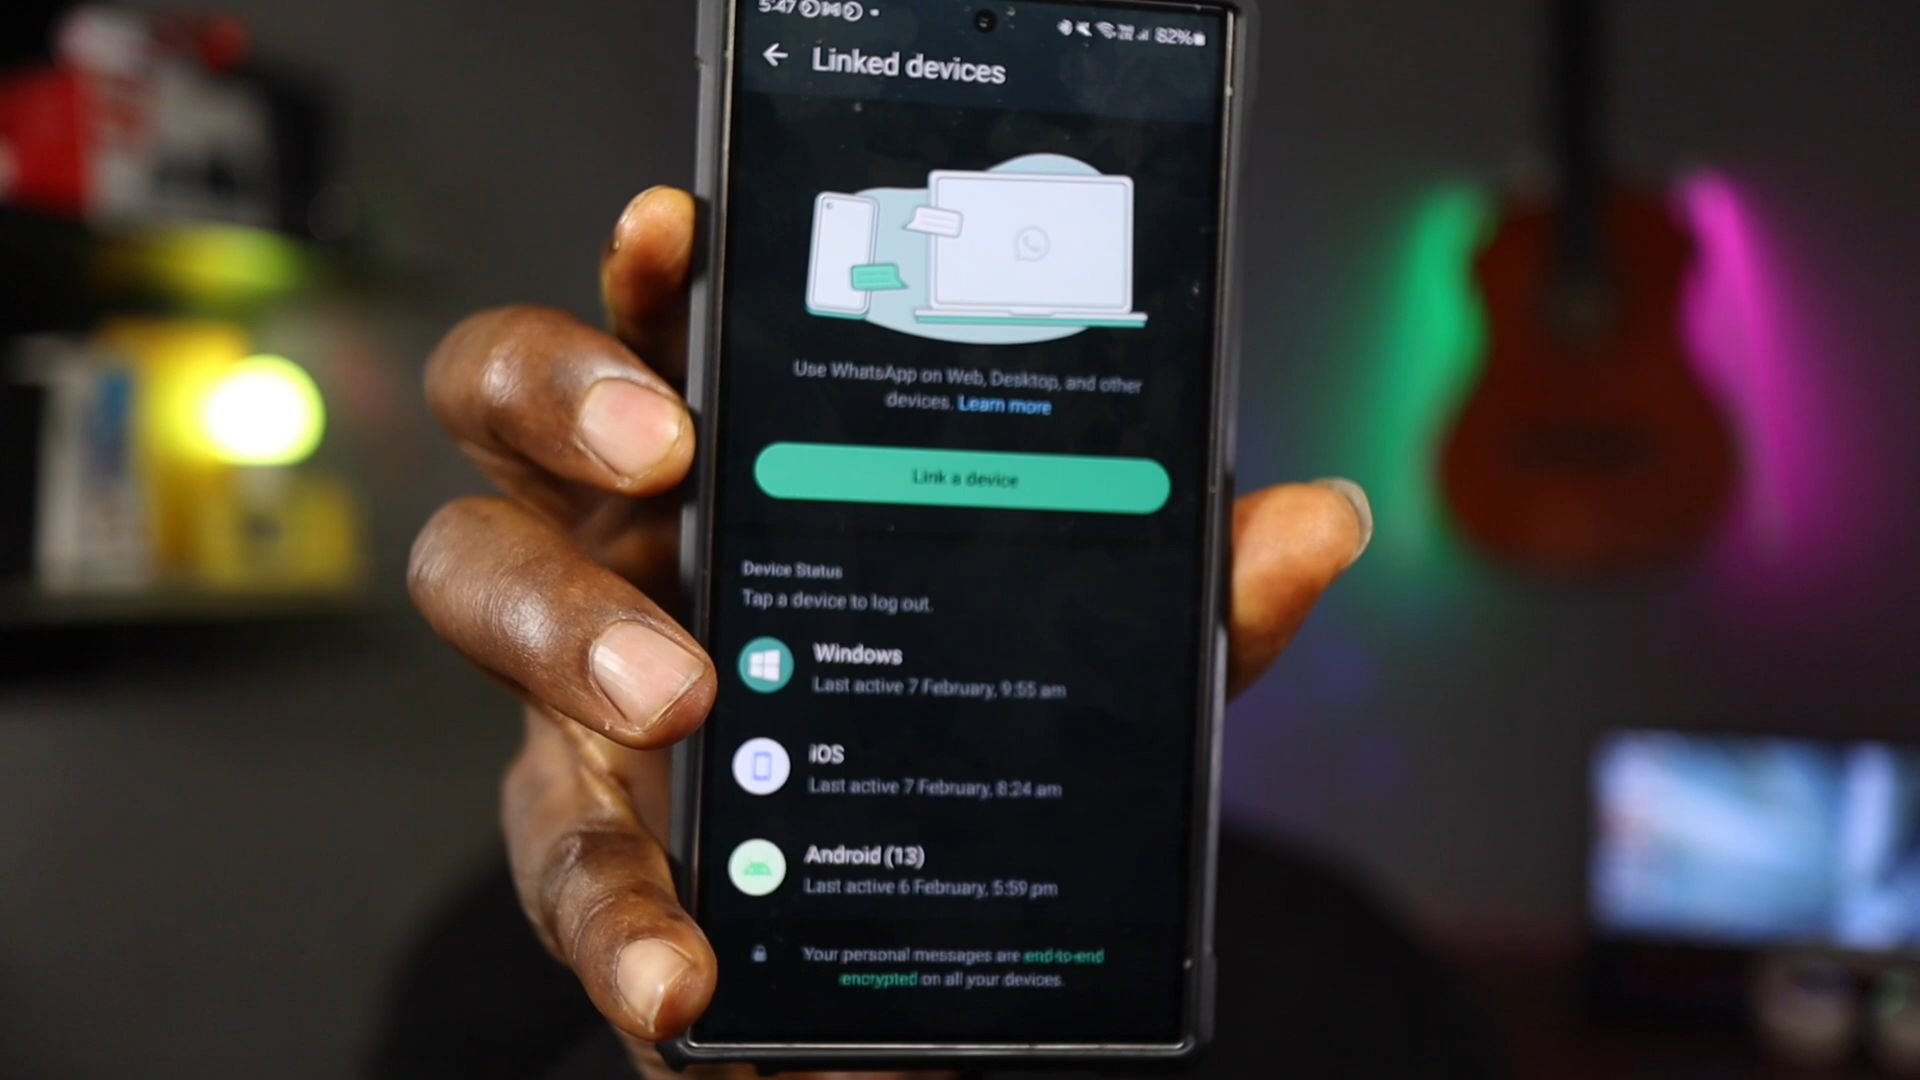 5:47
82%
Linked devices
Use WhatsApp on Web, Desktop, and other
devices. Learn more
Link a device
Device Status
Tap a device to log out.
Windows
Last active 7 February, 9:55 am
iOS
Last active 7 February, 8:24 am
Android (13)
Last active 6 February, 5:59 pm
Your personal messages are end-to-end
encrypted on all your devices.